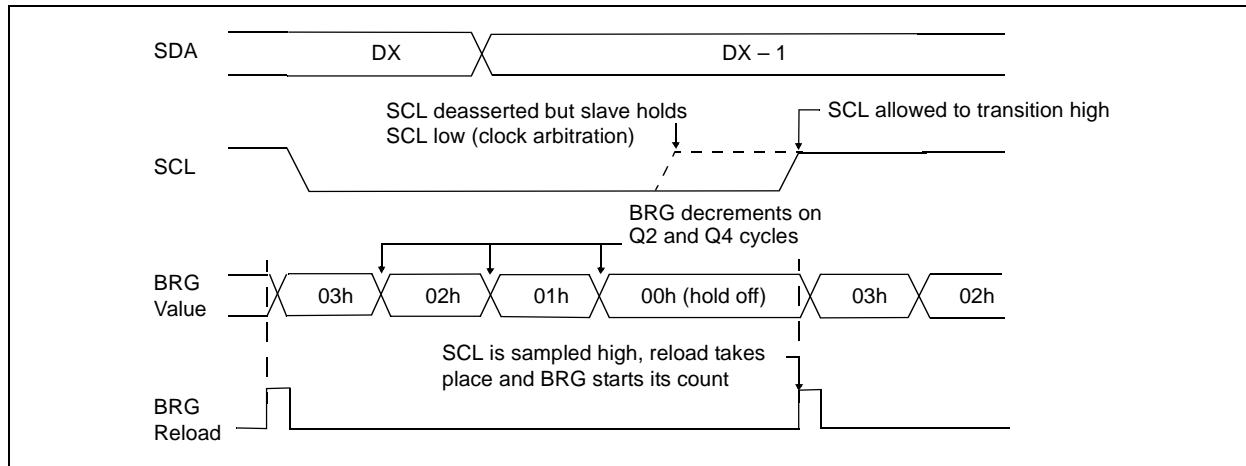 SDA
DX
DX – 1
SCL deasserted but slave holds
SCL low (clock arbitration)
SCL allowed to transition high
SCL
BRG decrements on
Q2 and Q4 cycles
BRG
Value
03h
02h
01h
00h (hold off)
03h
02h
SCL is sampled high, reload takes
place and BRG starts its count
BRG
Reload